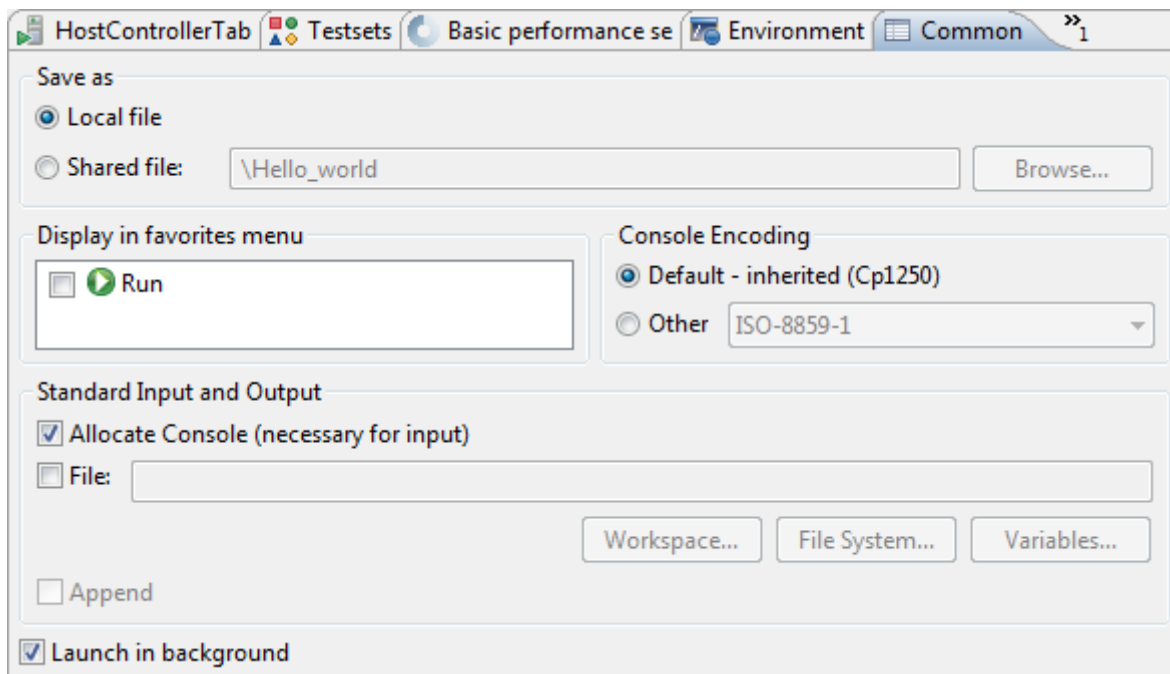 HostControllerTab Testsets Basic performance se Environment Common »1
Save as
Local file
Shared file: \Hello_world Browse...
Display in favorites menu
Run
Console Encoding
Default - inherited (Cp1250)
Other ISO-8859-1
Standard Input and Output
Allocate Console (necessary for input)
File:
Workspace... File System... Variables...
Append
Launch in background